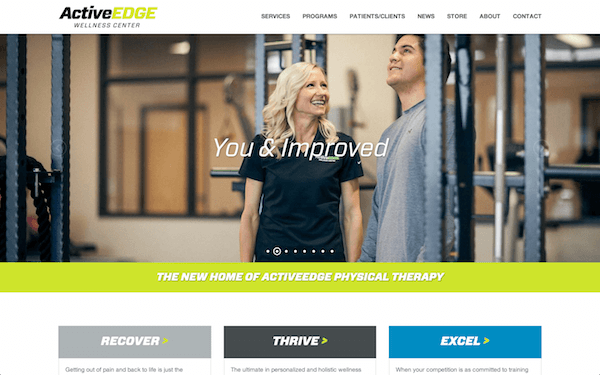 ActiveEDGE
WELLNESS CENTER
SERVICES PROGRAMS PATIENTS/CLIENTS NEWS STORE ABOUT CONTACT
You & Improved
THE NEW HOME OF ACTIVEEDGE PHYSICAL THERAPY
RECOVER > THRIVE > EXCEL >
Getting out of pain and back to life is just the
The ultimate in personalized and holistic wellness
When your competition is as committed to training